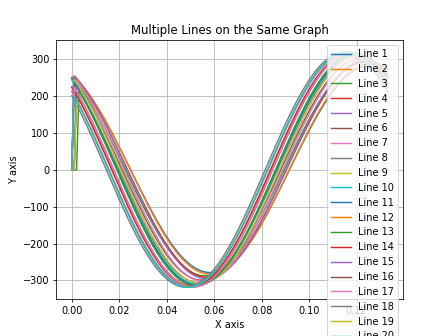 Multiple Lines on the Same Graph
Y axis
300
200
100
0
−100
−200
−300
0.00
0.02
0.04
0.06
0.08
0.10
X axis
Line 1
Line 2
Line 3
Line 4
Line 5
Line 6
Line 7
Line 8
Line 9
Line 10
Line 11
Line 12
Line 13
Line 14
Line 15
Line 16
Line 17
Line 18
Line 19
Line 20